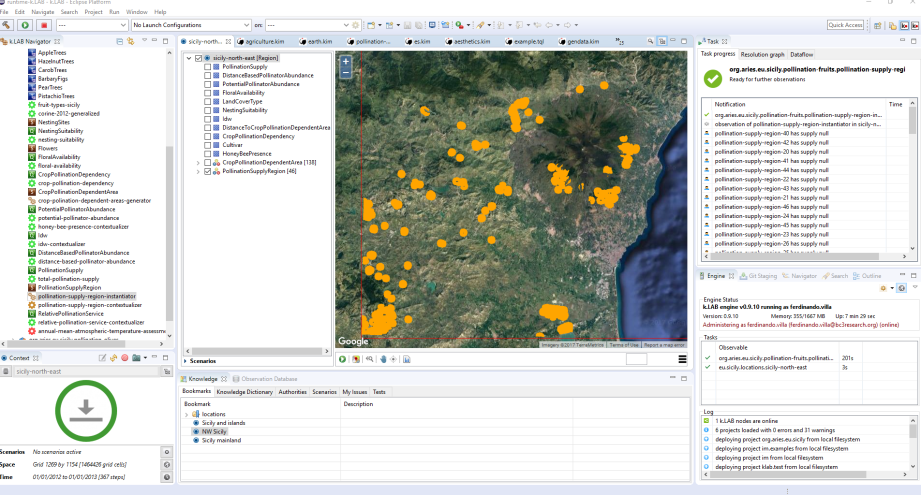 runtime-k.LAB - k.LAB - Eclipse Platform
File Edit Navigate Search Project Run Window Help
--- No Launch Configurations on: --- Quick Access
k.LAB Navigator
AppleTrees
HazelnutTrees
CarobTrees
BarbaryFigs
PearTrees
PistachioTrees
fruit-types-sicily
corine-2012-generalized
NestingSites
NestingSuitability
nesting-suitability
Flowers
FloralAvailability
floral-availability
CropPollinationDependency
crop-pollination-dependency
CropPollinationDependentArea
crop-pollination-dependent-areas-generator
PotentialPollinatorAbundance
potential-pollinator-abundance
honey-bee-presence-contextualizer
Idw
idw-contextualizer
DistanceBasedPollinatorAbundance
distance-based-pollinator-abundance
PollinationSupply
total-pollination-supply
PollinationSupplyRegion
pollination-supply-region-instantiator
pollination-supply-region-contextualizer
RelativePollinationService
relative-pollination-service-contextualizer
annual-mean-atmospheric-temperature-assessme
Context
sicily-north-east
Scenarios No scenarios active
Space Grid 1269 by 1154 [1464426 grid cells]
Time 01/01/2012 to 01/01/2013 [367 steps]
sicily-north... agriculture.kim earth.kim pollination-... es.kim aesthetics.kim example.tql gendata.kim
sicily-north-east [Region]
PollinationSupply
DistanceBasedPollinatorAbundance
PotentialPollinatorAbundance
FloralAvailability
LandCoverType
NestingSuitability
Idw
DistanceToCropPollinationDependentArea
CropPollinationDependency
Cultivar
HoneyBeePresence
CropPollinationDependentArea [138]
PollinationSupplyRegion [46]
Scenarios
+
-
Google
Imagery ©2017 TerraMetrics Terms of Use Report a map error
Knowledge Observation Database
Bookmarks Knowledge Dictionary Authorities Scenarios My Issues Tests
Bookmark Description
locations
Sicily and islands
NW Sicily
Sicily mainland
Task
Task progress Resolution graph Dataflow
org.aries.eu.sicily.pollination-fruits.pollination-supply-regi
Ready for further observations
Notification Time
org.aries.eu.sicily.pollination-fruits.pollination-supply-region-in...
observation of pollination-supply-region-instantiator in sicily-n...
pollination-supply-region-40 has supply null
pollination-supply-region-42 has supply null
pollination-supply-region-20 has supply null
pollination-supply-region-41 has supply null
pollination-supply-region-44 has supply null
pollination-supply-region-22 has supply null
pollination-supply-region-43 has supply null
pollination-supply-region-21 has supply null
pollination-supply-region-46 has supply null
pollination-supply-region-24 has supply null
pollination-supply-region-45 has supply null
pollination-supply-region-23 has supply null
pollination-supply-region-26 has supply null
Engine Git Staging Navigator Search Outline
Engine Status
k.LAB engine v0.9.10 running as ferdinando.villa
Version: 0.9.10 Memory: 355/1667 MB Up: 7 min 29 sec
Administering as ferdinando.villa (ferdinando.villa@bc3research.org) (online)
Tasks
Observable
org.aries.eu.sicily.pollination-fruits.pollinati... 201s
eu.sicily.locations.sicily-north-east 3s
Log
1 k.LAB nodes are online
6 projects loaded with 0 errors and 31 warnings
deploying project org.aries.eu.sicily from local filesystem
deploying project im.examples from local filesystem
deploying project im from local filesystem
deploying project klab.test from local filesystem